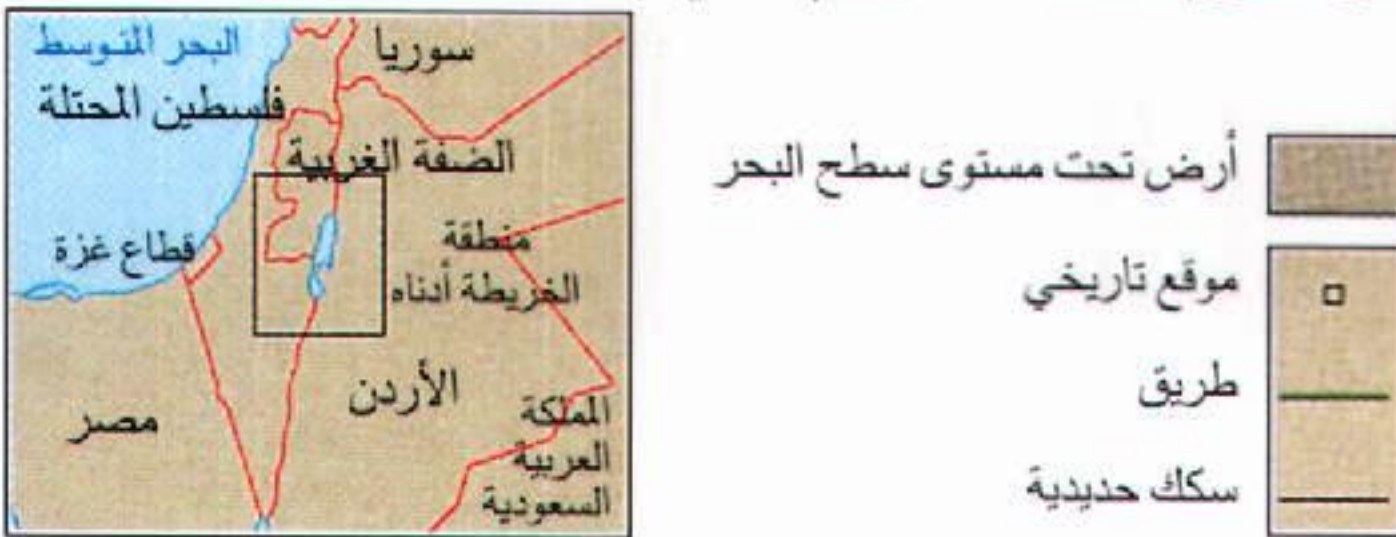 البحر المتوسط
سوريا
فلسطين المحتلة
الضفة الغربية
قطاع غزة
منطقة
الخريطة أدناه
الأردن
مصر
المملكة
العربية
السعودية
أرض تحت مستوى سطح البحر
موقع تاريخي
طريق
سكك حديدية